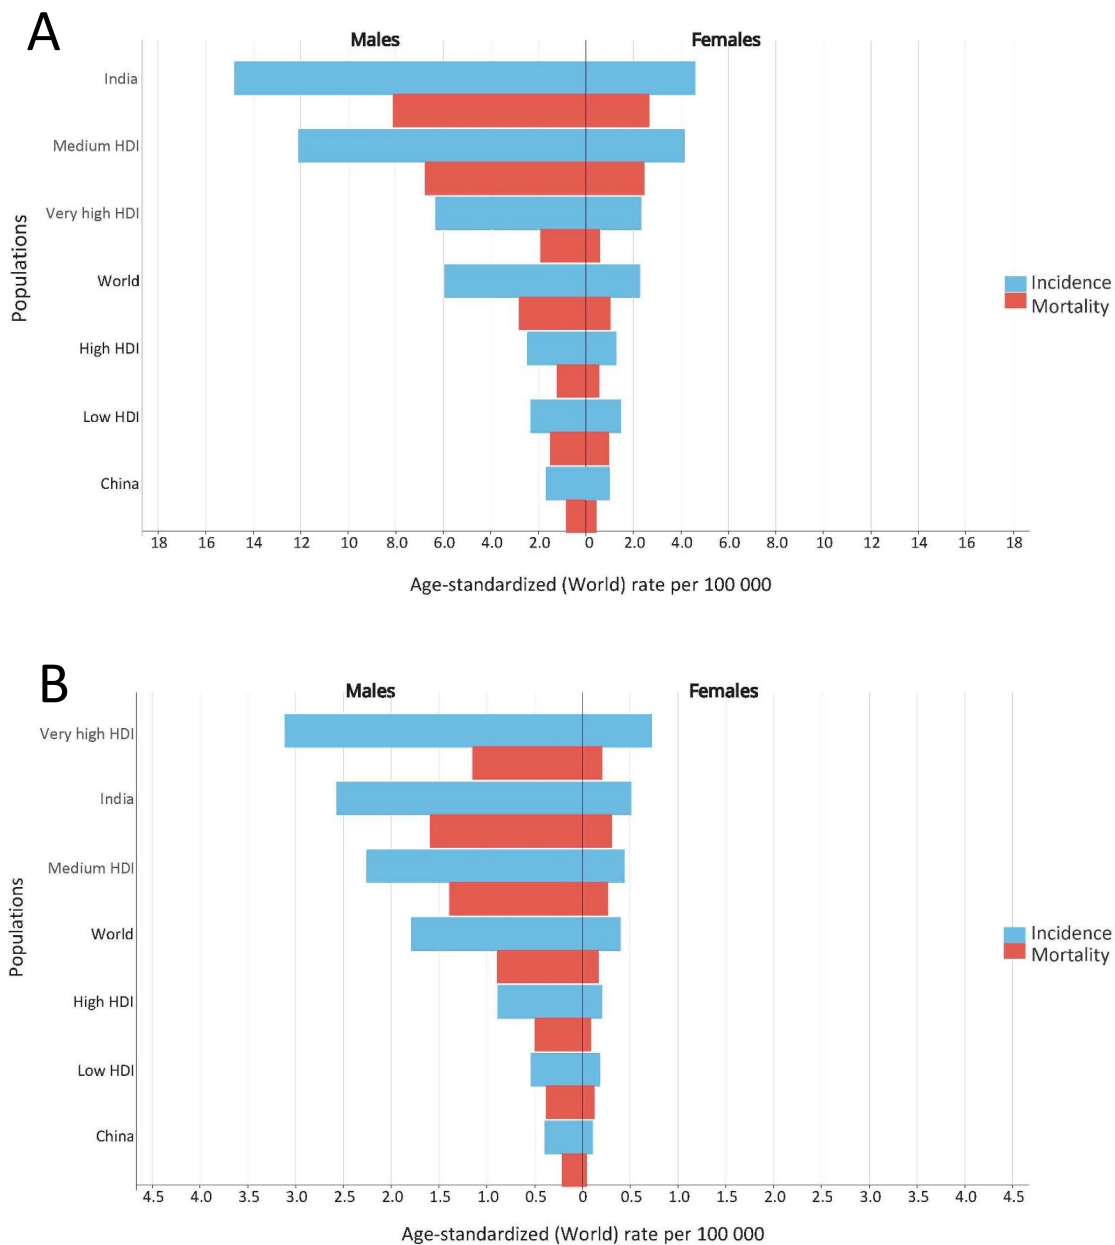 A
Males
Females
India
Medium HDI
Very high HDI
World
High HDI
Low HDI
China
Populations
Incidence
Mortality
18 16 14 12 10 8.0 6.0 4.0 2.0 0 2.0 4.0 6.0 8.0 10 12 14 16 18
Age-standardized (World) rate per 100 000
B
Males
Females
Very high HDI
India
Medium HDI
World
High HDI
Low HDI
China
Populations
Incidence
Mortality
4.5 4.0 3.5 3.0 2.5 2.0 1.5 1.0 0.5 0 0.5 1.0 1.5 2.0 2.5 3.0 3.5 4.0 4.5
Age-standardized (World) rate per 100 000